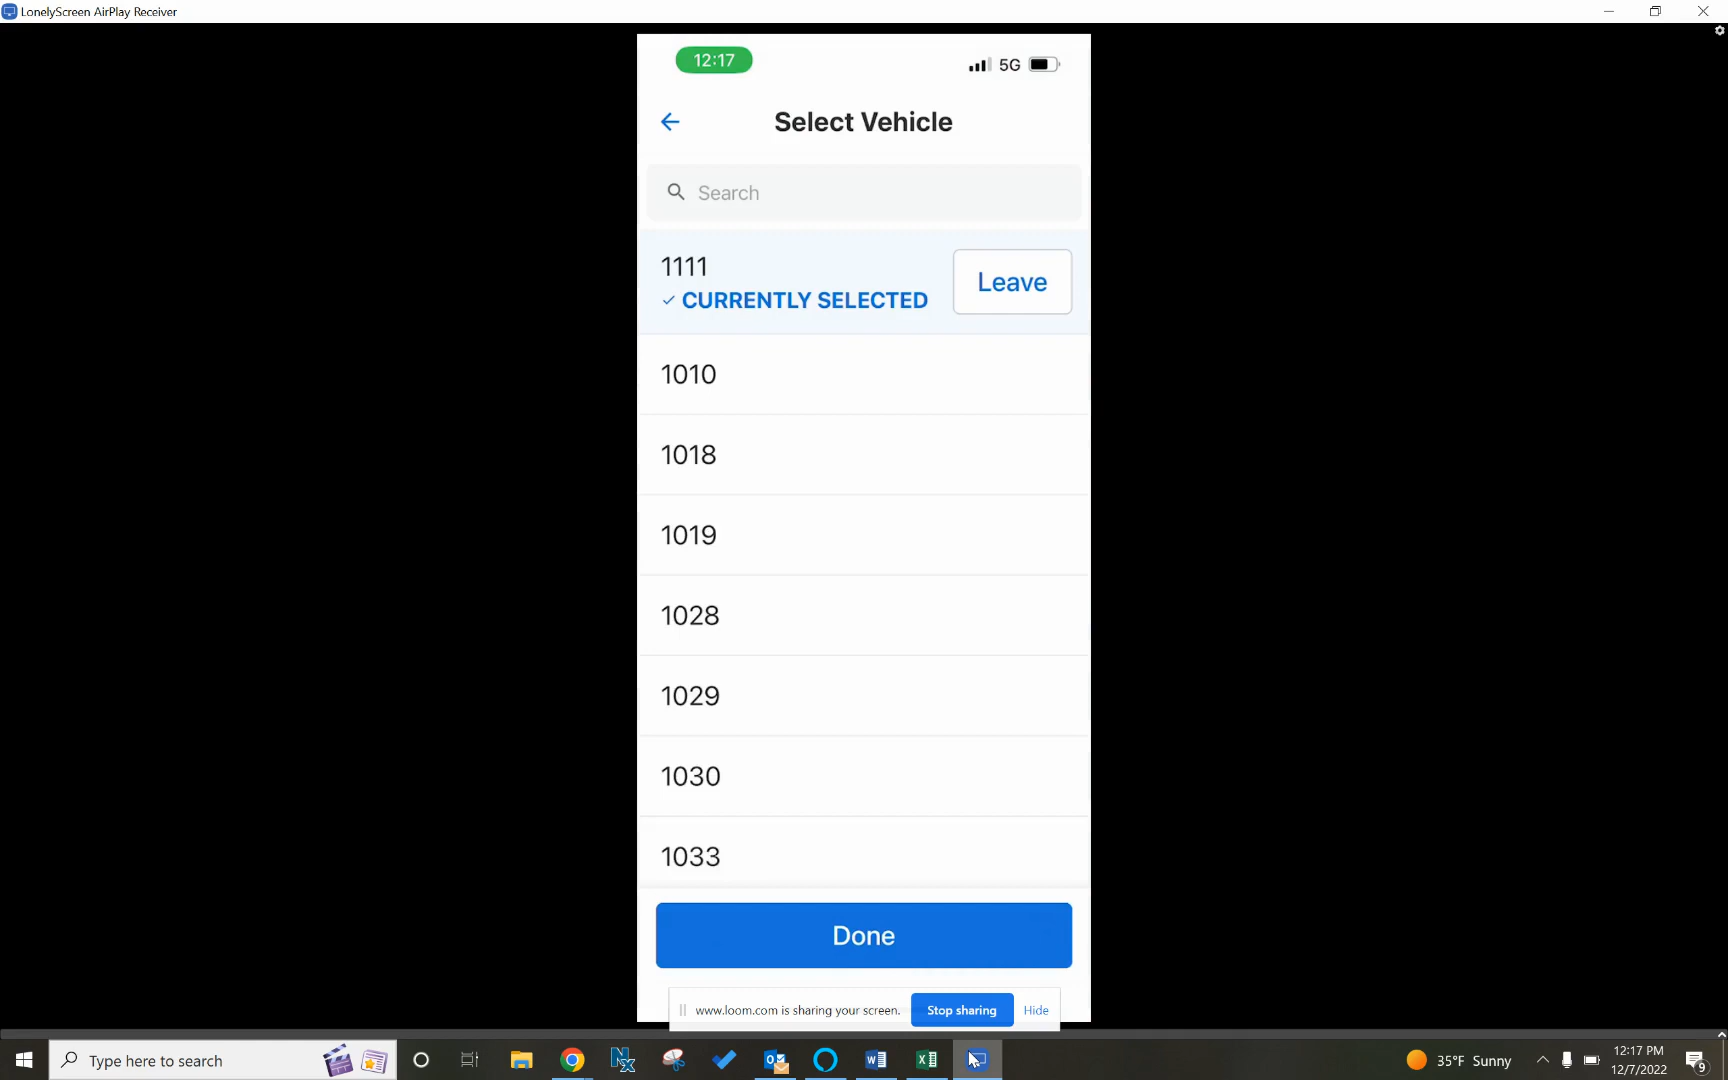 LonelyScreen AirPlay Receiver
12:17
5G
Select Vehicle
Search
1111
✓ CURRENTLY SELECTED
Leave
1010
1018
1019
1028
1029
1030
1033
Done
www.loom.com is sharing your screen.
Stop sharing
Hide
Type here to search
35°F Sunny
12:17 PM
12/7/2022
9